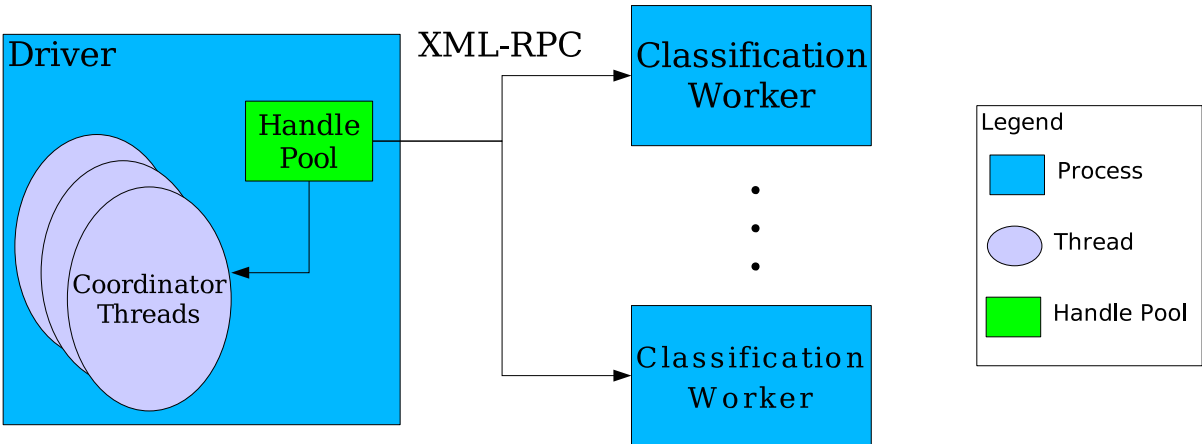 Driver
XML-RPC
Handle
Pool
Coordinator
Threads
Classification
Worker
Classification
Worker
Legend
Process
Thread
Handle Pool